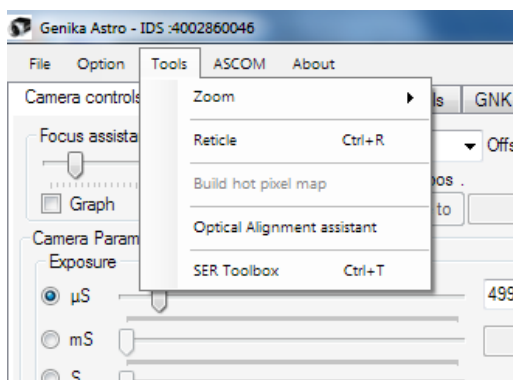 Genika Astro - IDS :4002860046
File Option Tools ASCOM About
Camera controls ls GNK
Zoom
Focus assista Offs
Reticle Ctrl+R
Build hot pixel map
pos .
Graph to
Optical Alignment assistant
Camera Param
Exposure
SER Toolbox Ctrl+T
µS 499
mS
S